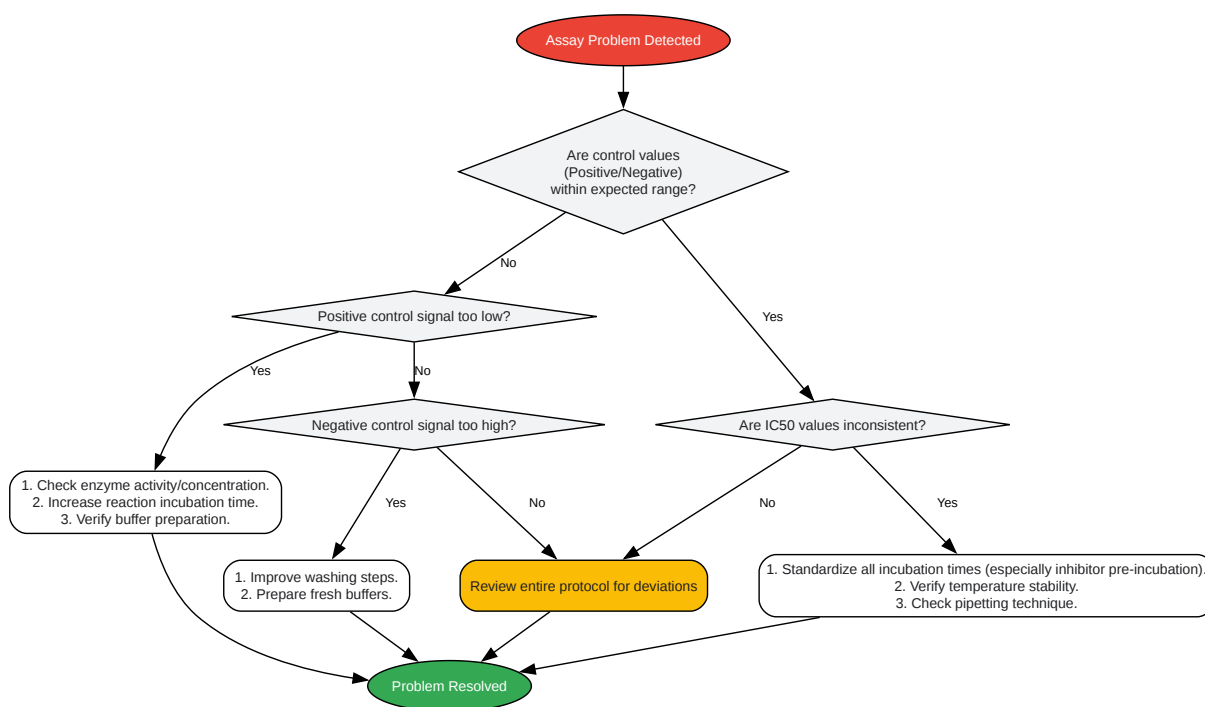 Assay Problem Detected
Are control values
(Positive/Negative)
within expected range?
No
Yes
Positive control signal too low?
Yes
No
Negative control signal too high?
Are IC50 values inconsistent?
1. Check enzyme activity/concentration.
2. Increase reaction incubation time.
3. Verify buffer preparation.
Yes
No
No
Yes
1. Improve washing steps.
2. Prepare fresh buffers.
Review entire protocol for deviations
1. Standardize all incubation times (especially inhibitor pre-incubation).
2. Verify temperature stability.
3. Check pipetting technique.
Problem Resolved